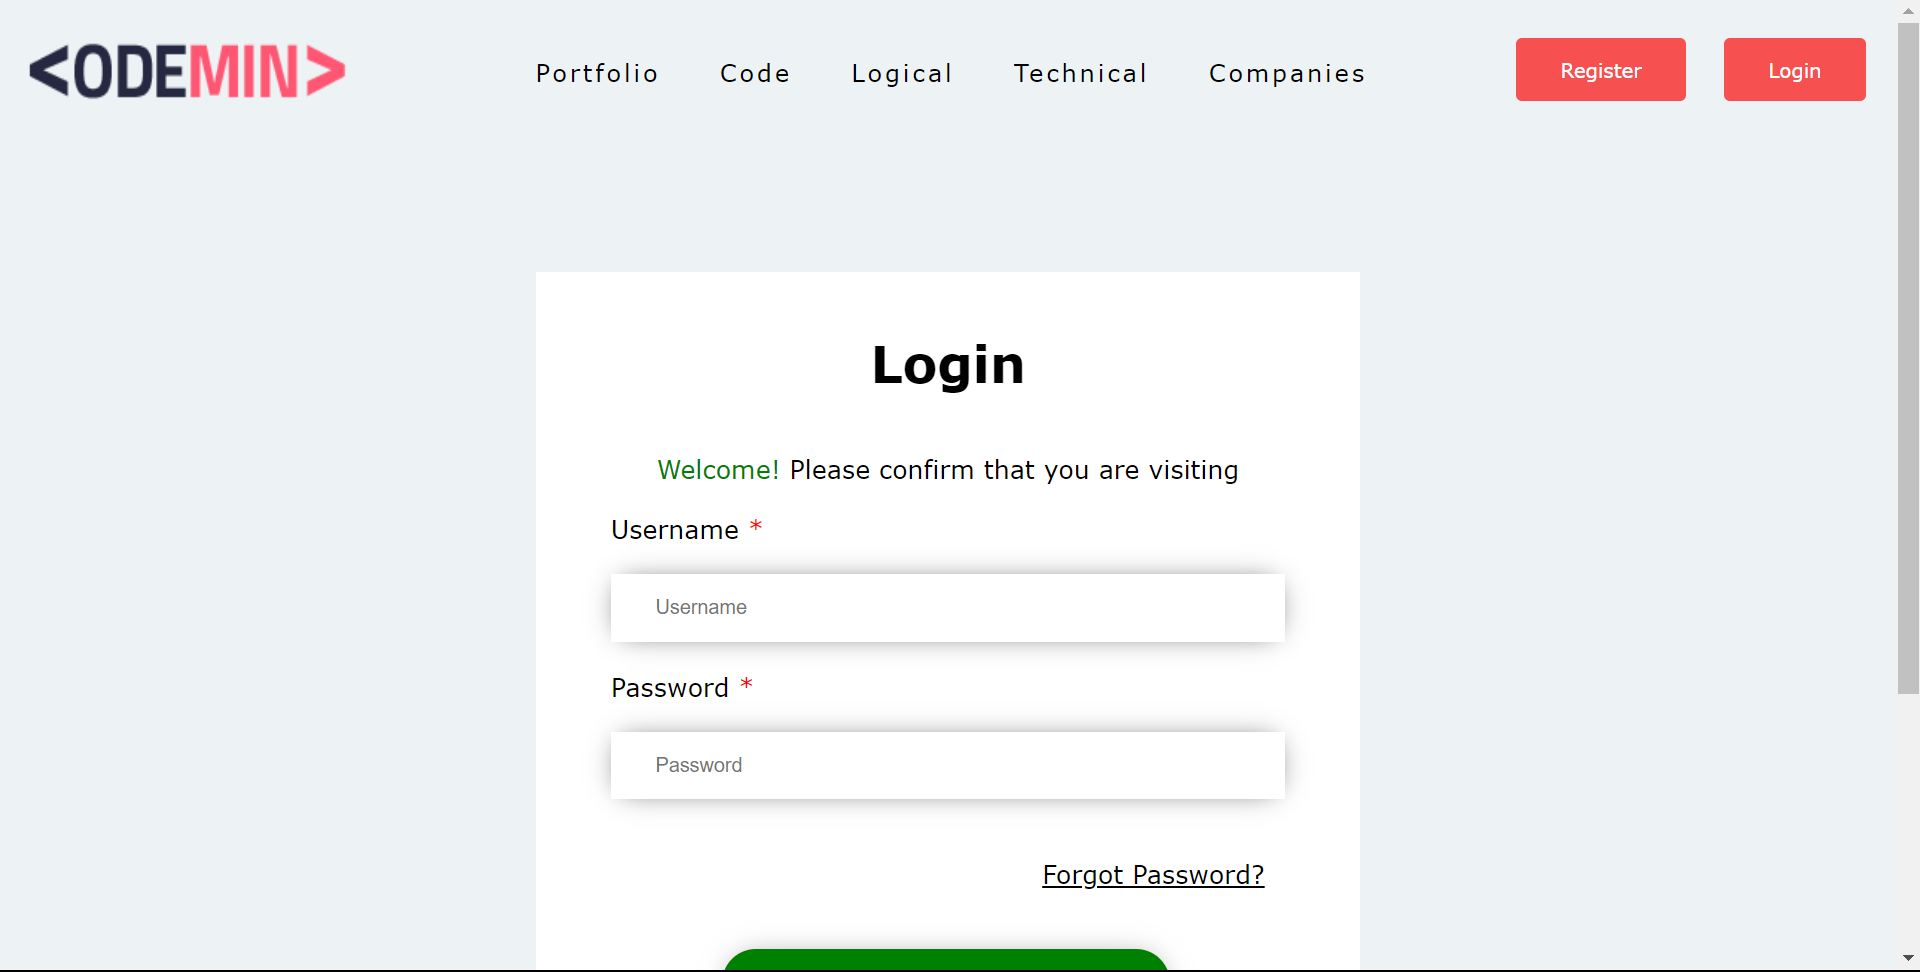 <ODEMIN>
Portfolio Code Logical Technical Companies Register Login
Login
Welcome! Please confirm that you are visiting
Username *
Username
Password *
Password
Forgot Password?